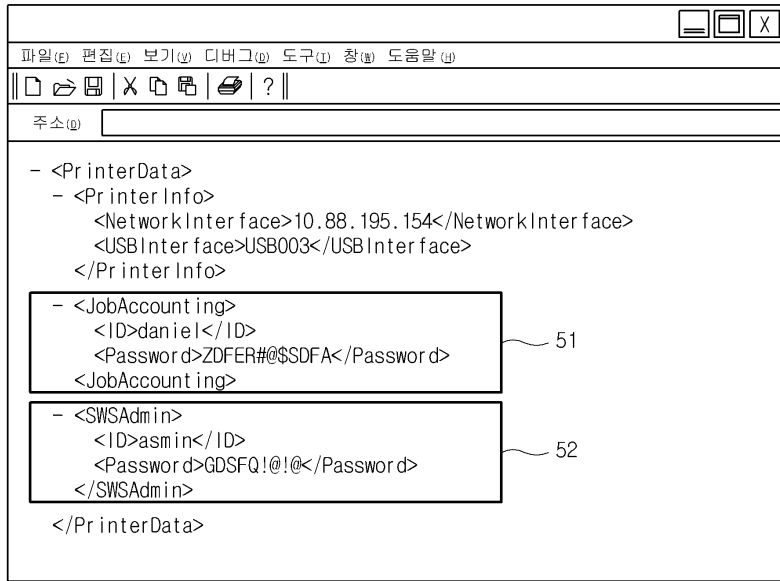 X
파일(F) 편집(E) 보기(V) 디버그(D) 도구(T) 창(W) 도움말(H)
?
주소(D)
- <PrinterData>
- <PrinterInfo>
<NetworkInterface>10.88.195.154</NetworkInterface>
<USBInterface>USB003</USBInterface>
</PrinterInfo>
- <JobAccounting>
<ID>daniel</ID>
<Password>ZDFER#@$SDFA</Password>
<JobAccounting>
51
- <SWSAdmin>
<ID>asmin</ID>
<Password>GDSFQ!@!@</Password>
</SWSAdmin>
52
</PrinterData>